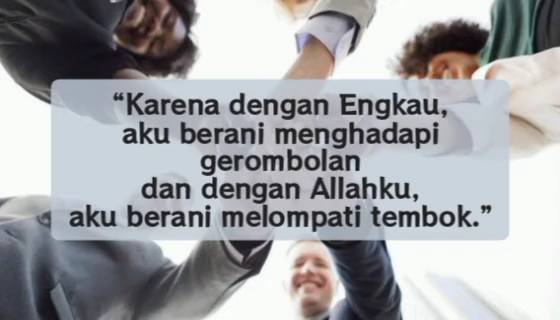 “Karena dengan Engkau,
aku berani menghadapi
gerombolan
dan dengan Allahku,
aku berani melompati tembok.”